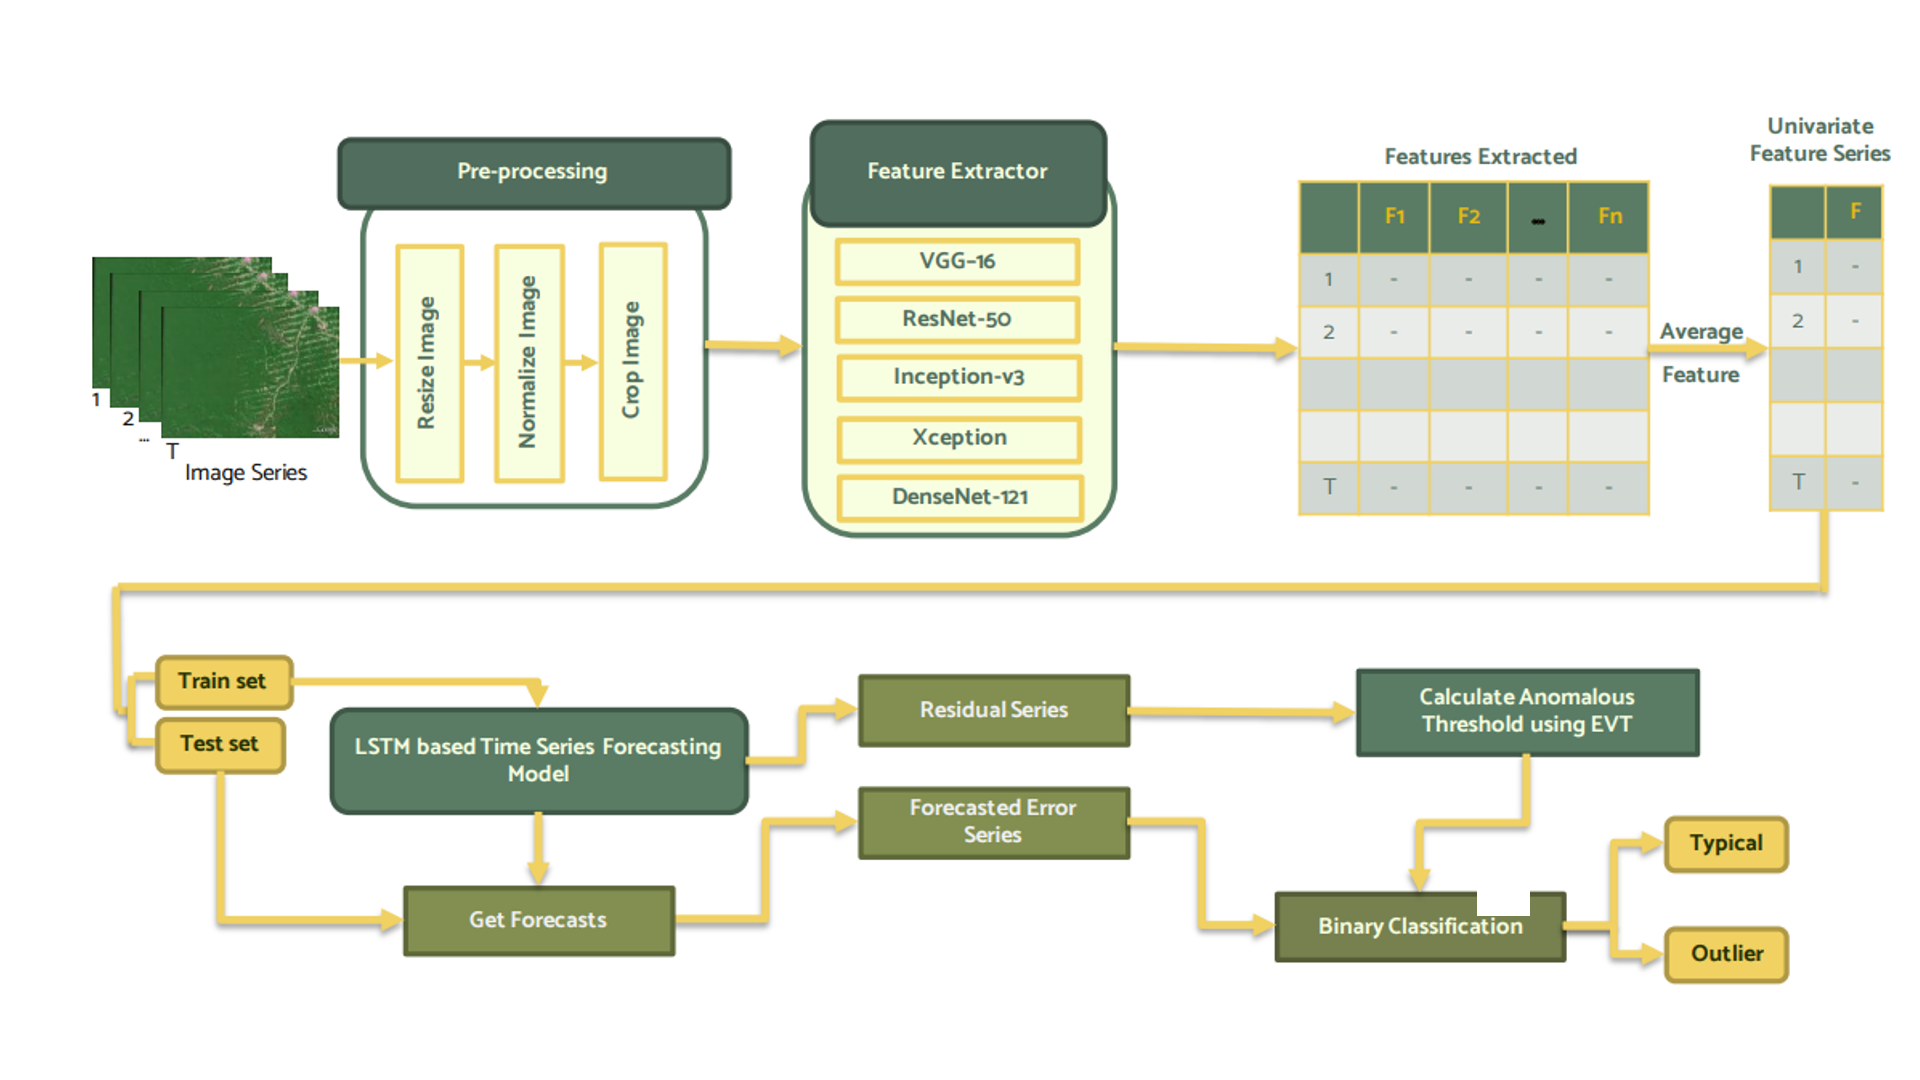 Pre-processing
Resize Image
Normalize Image
Crop Image
1
2
...
T
Image Series
Feature Extractor
VGG-16
ResNet-50
Inception-v3
Xception
DenseNet-121
Features Extracted
F1 F2 ... Fn
1 - - - -
2 - - - -
T - - - -
Average
Feature
Univariate
Feature Series
F
1 -
2 -
T -
Train set
Test set
LSTM based Time Series Forecasting
Model
Get Forecasts
Residual Series
Forecasted Error
Series
Calculate Anomalous
Threshold using EVT
Binary Classification
Typical
Outlier